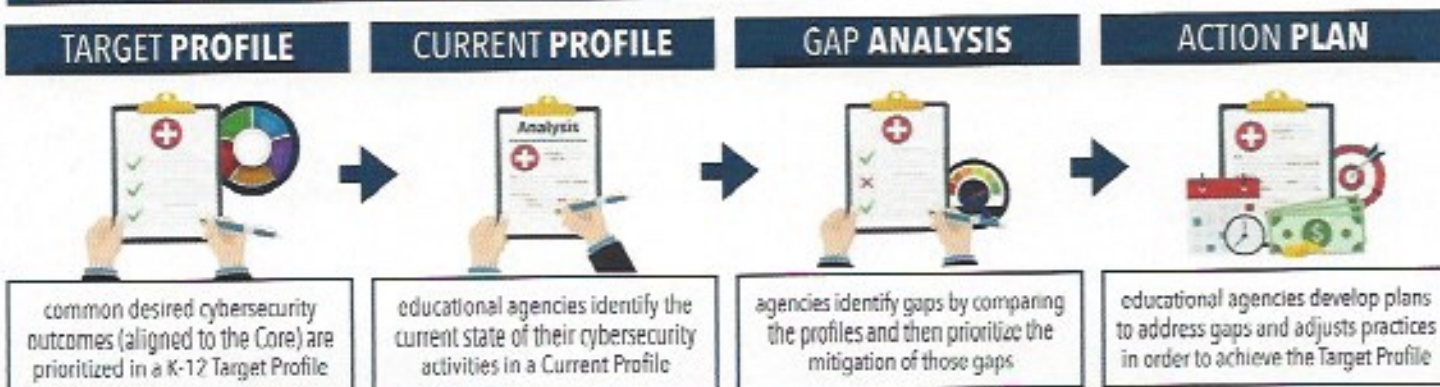 TARGET PROFILE
common desired cybersecurity
outcomes (aligned to the Core) are
prioritized in a K-12 Target Profile
CURRENT PROFILE
Analysis
educational agencies identify the
current state of their cybersecurity
activities in a Current Profile
GAP ANALYSIS
agencies identify gaps by comparing
the profiles and then prioritize the
mitigation of those gaps
ACTION PLAN
$
educational agencies develop plans
to address gaps and adjusts practices
in order to achieve the Target Profile